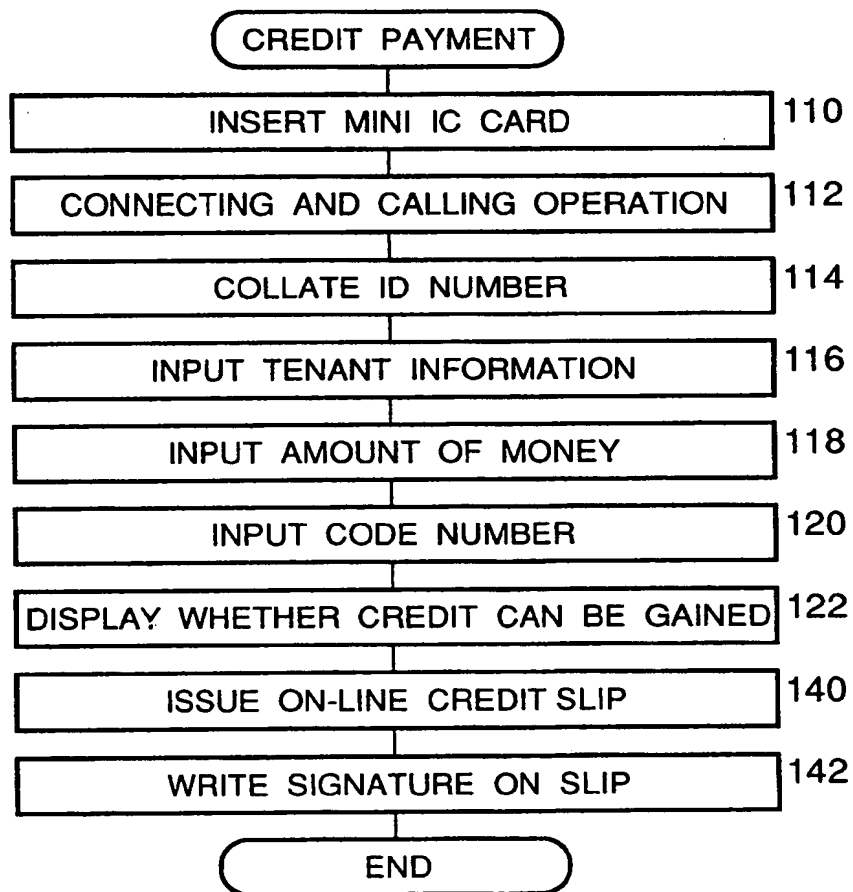 CREDIT PAYMENT
INSERT MINI IC CARD 110
CONNECTING AND CALLING OPERATION 112
COLLATE ID NUMBER 114
INPUT TENANT INFORMATION 116
INPUT AMOUNT OF MONEY 118
INPUT CODE NUMBER 120
DISPLAY WHETHER CREDIT CAN BE GAINED 122
ISSUE ON-LINE CREDIT SLIP 140
WRITE SIGNATURE ON SLIP 142
END